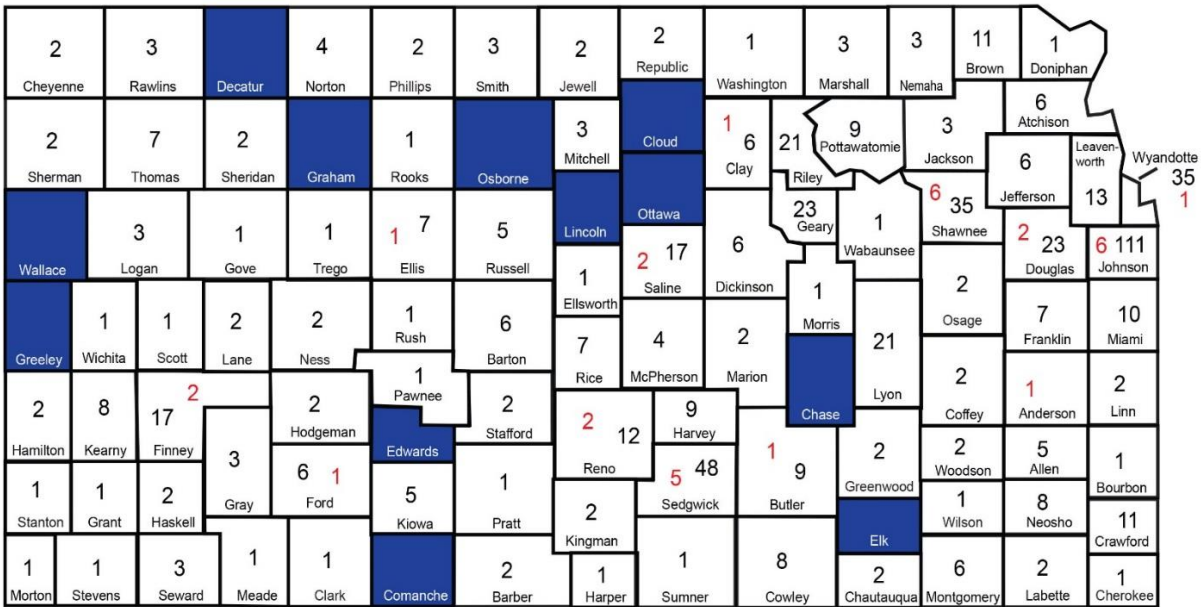 2 3 4 2 3 2 2 1 3 3 11 1
Cheyenne Rawlins Decatur Norton Phillips Smith Jewell Republic Washington Marshall Nemaha Brown Doniphan
2 7 2 1 3 1 6 21 9 3 6
Sherman Thomas Sheridan Graham Rooks Osborne Mitchell Cloud Clay Riley Pottawatomie Jackson Atchison
6 Leaven-
Jefferson worth
13
Wyandotte
35
1
3 1 1 1 7 5 2 17 6 23 1 6 35 2 23 6 111
Wallace Logan Gove Trego Ellis Russell Lincoln Ottawa Saline Dickinson Geary Wabaunsee Shawnee Douglas Johnson
1 1 2 2 1 6 1 7 4 2 1 21 2 7 10
Greeley Wichita Scott Lane Ness Rush Barton Ellsworth Rice McPherson Marion Morris Lyon Osage Franklin Miami
2 8 17 2 2 1 2 2 12 9 2 1 2
Hamilton Kearny Finney Hodgeman Pawnee Stafford Reno Harvey Chase Coffey Anderson Linn
3 6 1 5 48 1 9 2 2 5 1
Gray Ford Edwards Sedgwick Butler Greenwood Woodson Allen Bourbon
1 1 2 5 1 2 1 8 11
Stanton Grant Haskell Kiowa Pratt Kingman Elk Wilson Neosho Crawford
1 1 3 1 1 2 1 1 8 2 6 2 1
Morton Stevens Seward Meade Clark Comanche Barber Harper Sumner Cowley Chautauqua Montgomery Labette Cherokee